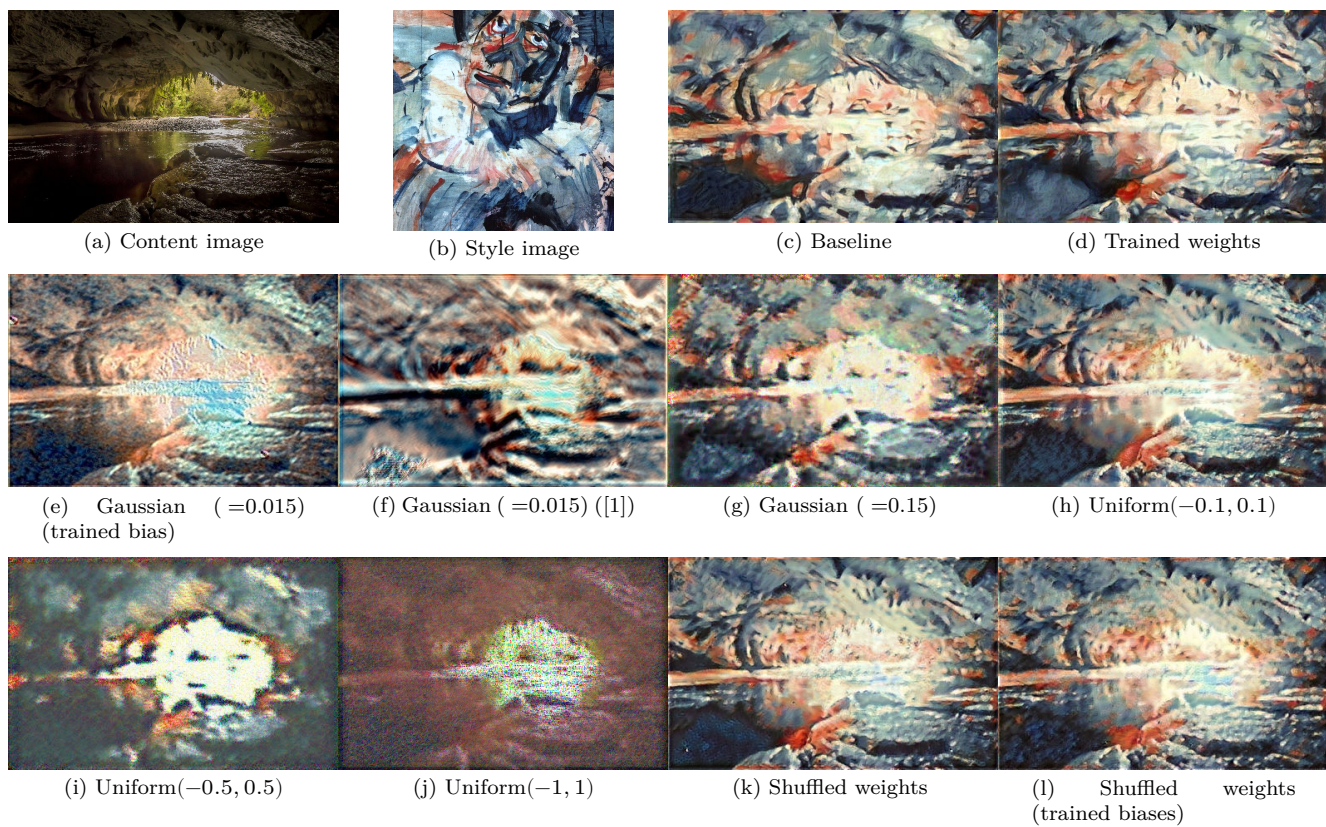 (a) Content image
(b) Style image
(c) Baseline
(d) Trained weights
(e) Gaussian ( =0.015)
(trained bias)
(f) Gaussian ( =0.015) ([1])
(g) Gaussian ( =0.15)
(h) Uniform(−0.1, 0.1)
(i) Uniform(−0.5, 0.5)
(j) Uniform(−1, 1)
(k) Shuffled weights
(l) Shuffled weights
(trained biases)